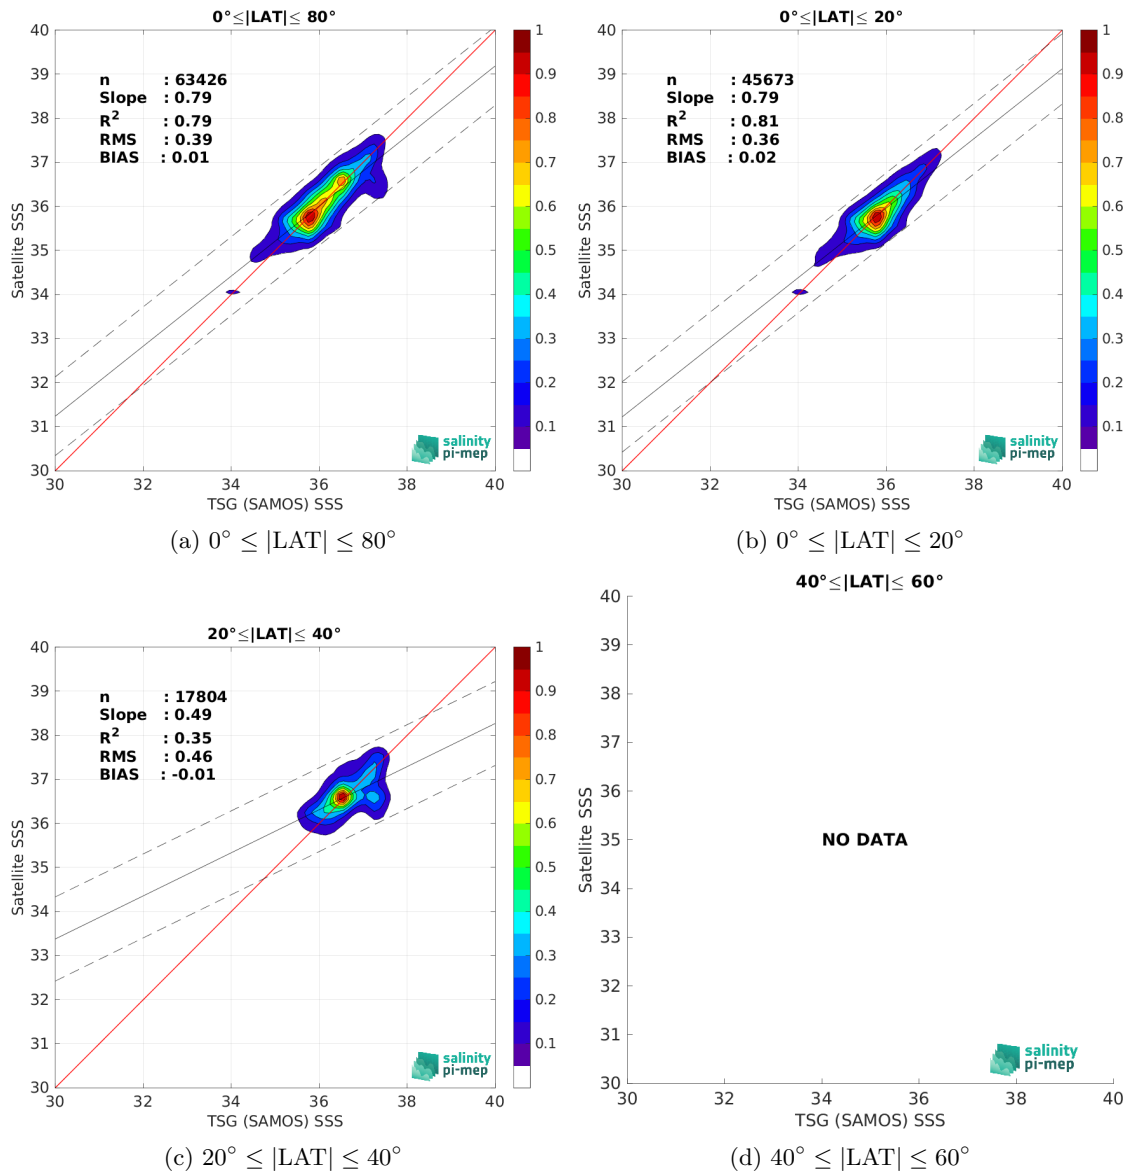 0°≤|LAT|≤ 80°
40
39
38
37
36
35
34
33
32
31
30
Satellite SSS
n : 63426
Slope : 0.79
R² : 0.79
RMS : 0.39
BIAS : 0.01
salinity
pi-mep
30 32 34 36 38 40
TSG (SAMOS) SSS
1
0.9
0.8
0.7
0.6
0.5
0.4
0.3
0.2
0.1
(a) 0° ≤ |LAT| ≤ 80°
0°≤|LAT|≤ 20°
40
39
38
37
36
35
34
33
32
31
30
Satellite SSS
n : 45673
Slope : 0.79
R² : 0.81
RMS : 0.36
BIAS : 0.02
salinity
pi-mep
30 32 34 36 38 40
TSG (SAMOS) SSS
1
0.9
0.8
0.7
0.6
0.5
0.4
0.3
0.2
0.1
(b) 0° ≤ |LAT| ≤ 20°
20°≤|LAT|≤ 40°
40
39
38
37
36
35
34
33
32
31
30
Satellite SSS
n : 17804
Slope : 0.49
R² : 0.35
RMS : 0.46
BIAS : -0.01
salinity
pi-mep
30 32 34 36 38 40
TSG (SAMOS) SSS
1
0.9
0.8
0.7
0.6
0.5
0.4
0.3
0.2
0.1
(c) 20° ≤ |LAT| ≤ 40°
40°≤|LAT|≤ 60°
40
39
38
37
36
35
34
33
32
31
30
Satellite SSS
NO DATA
salinity
pi-mep
30 32 34 36 38 40
TSG (SAMOS) SSS
(d) 40° ≤ |LAT| ≤ 60°